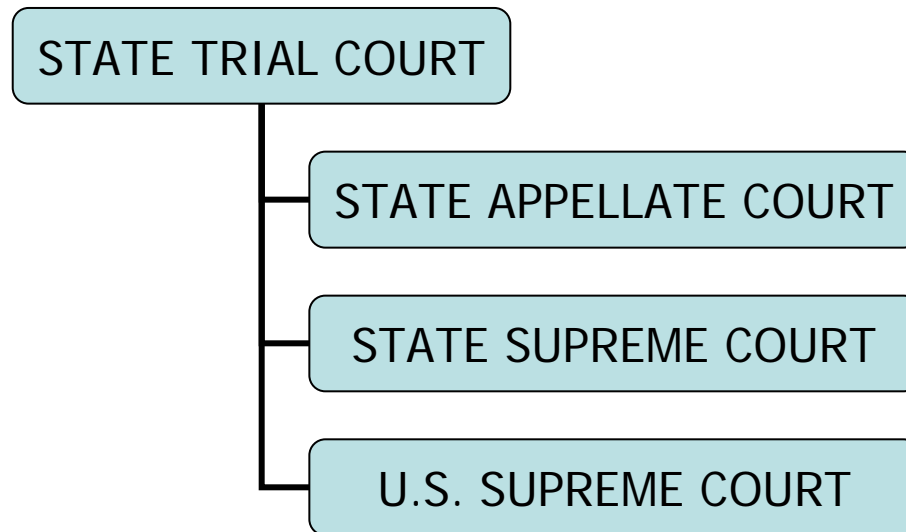 STATE TRIAL COURT
STATE APPELLATE COURT
STATE SUPREME COURT
U.S. SUPREME COURT